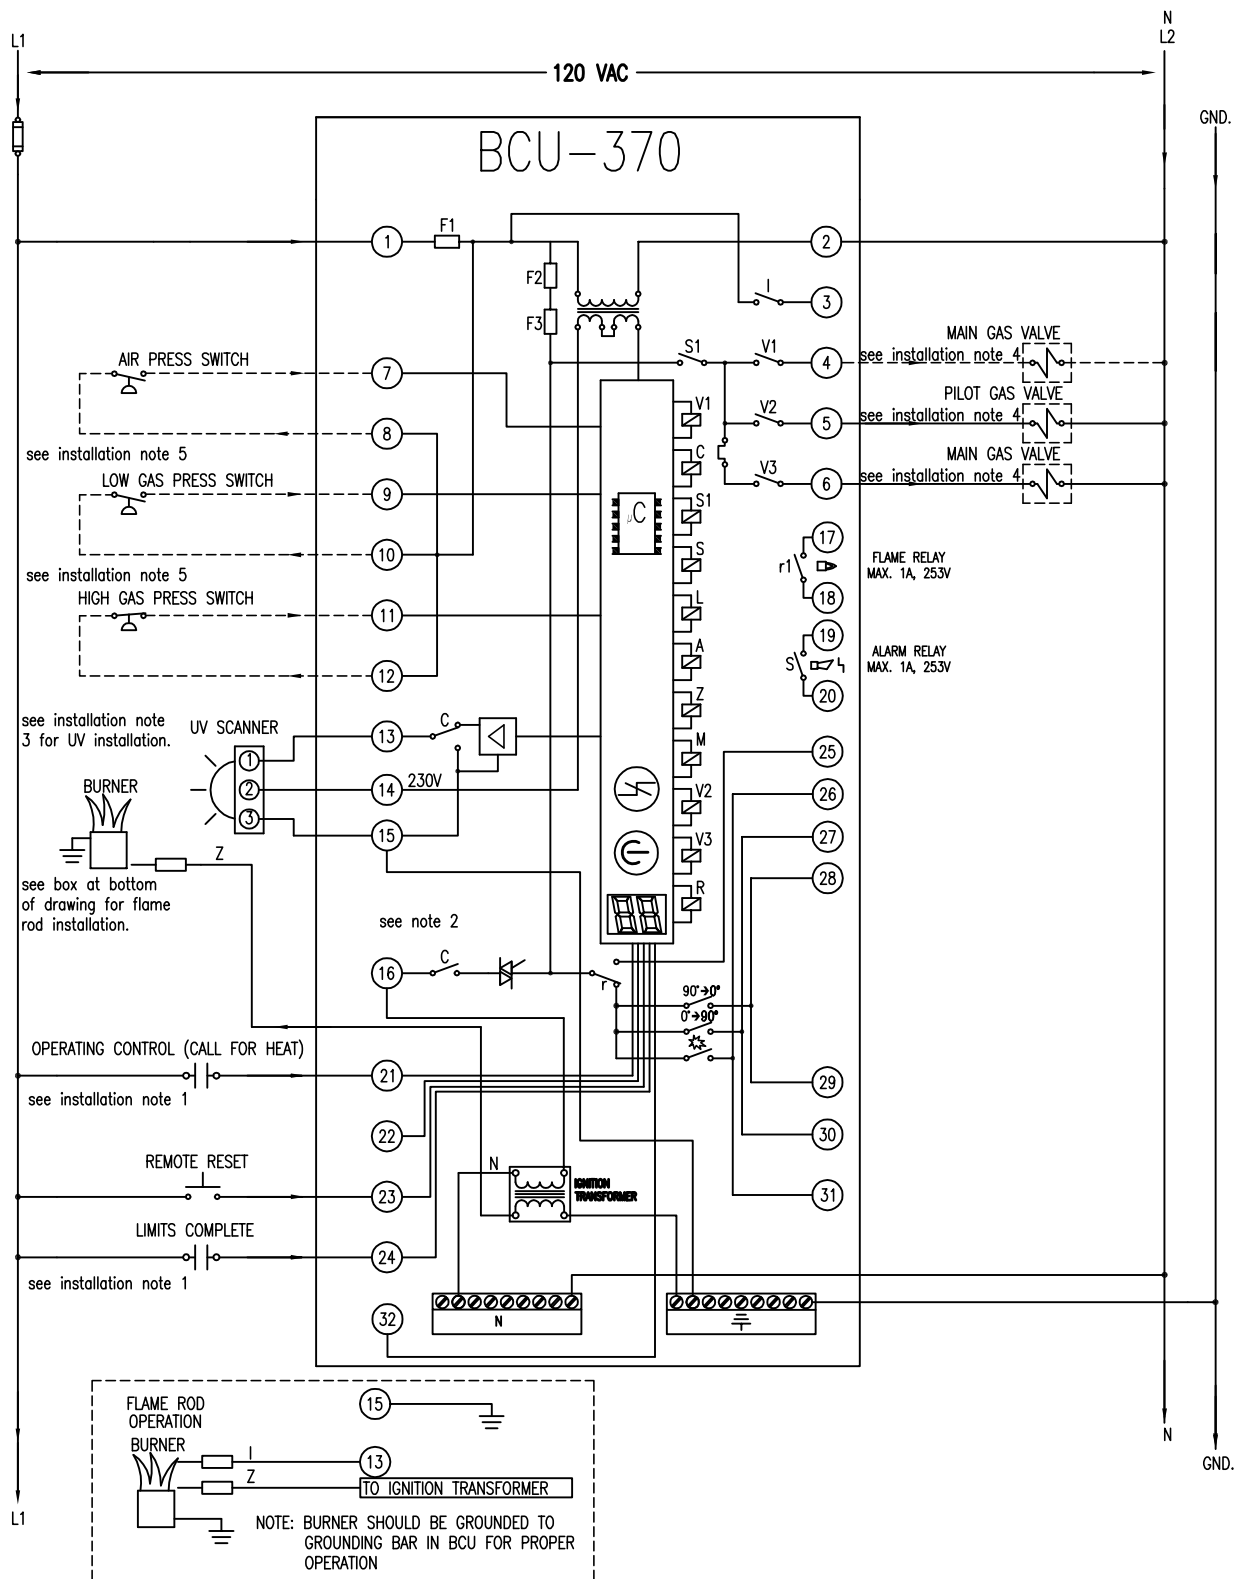 L1
N
L2
120 VAC
GND.
BCU-370
F1
1
2
F2
I
3
F3
MAIN GAS VALVE
S1
V1
4
see installation note 4
AIR PRESS SWITCH
7
PILOT GAS VALVE
V1
V2
5
see installation note 4
8
see installation note 5
C
MAIN GAS VALVE
LOW GAS PRESS SWITCH
V3
6
see installation note 4
9
S1
µC
17
10
S
r1
FLAME RELAY
MAX. 1A, 253V
see installation note 5
18
HIGH GAS PRESS SWITCH
L
11
19
A
S
ALARM RELAY
MAX. 1A, 253V
12
20
Z
see installation note
3 for UV installation.
UV SCANNER
C
13
M
25
1
BURNER
2
14
230V
V2
26
3
15
27
V3
Z
28
see box at bottom
of drawing for flame
rod installation.
R
see note 2
16
C
r
90°→0°
0°→90°
OPERATING CONTROL (CALL FOR HEAT)
21
29
see installation note 1
22
30
REMOTE RESET
N
IGNITION
TRANSFORMER
23
31
LIMITS COMPLETE
24
see installation note 1
32
N
FLAME ROD
OPERATION
15
BURNER
I
13
N
Z
TO IGNITION TRANSFORMER
GND.
L1
NOTE: BURNER SHOULD BE GROUNDED TO
GROUNDING BAR IN BCU FOR PROPER
OPERATION